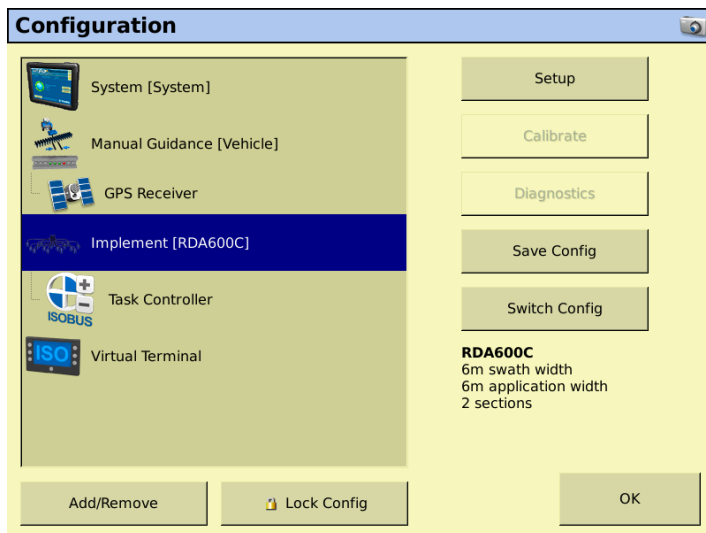 Configuration
System [System]
Manual Guidance [Vehicle]
GPS Receiver
Implement [RDA600C]
Task Controller
ISOBUS
ISO
Virtual Terminal
Setup
Calibrate
Diagnostics
Save Config
Switch Config
RDA600C
6m swath width
6m application width
2 sections
Add/Remove
Lock Config
OK